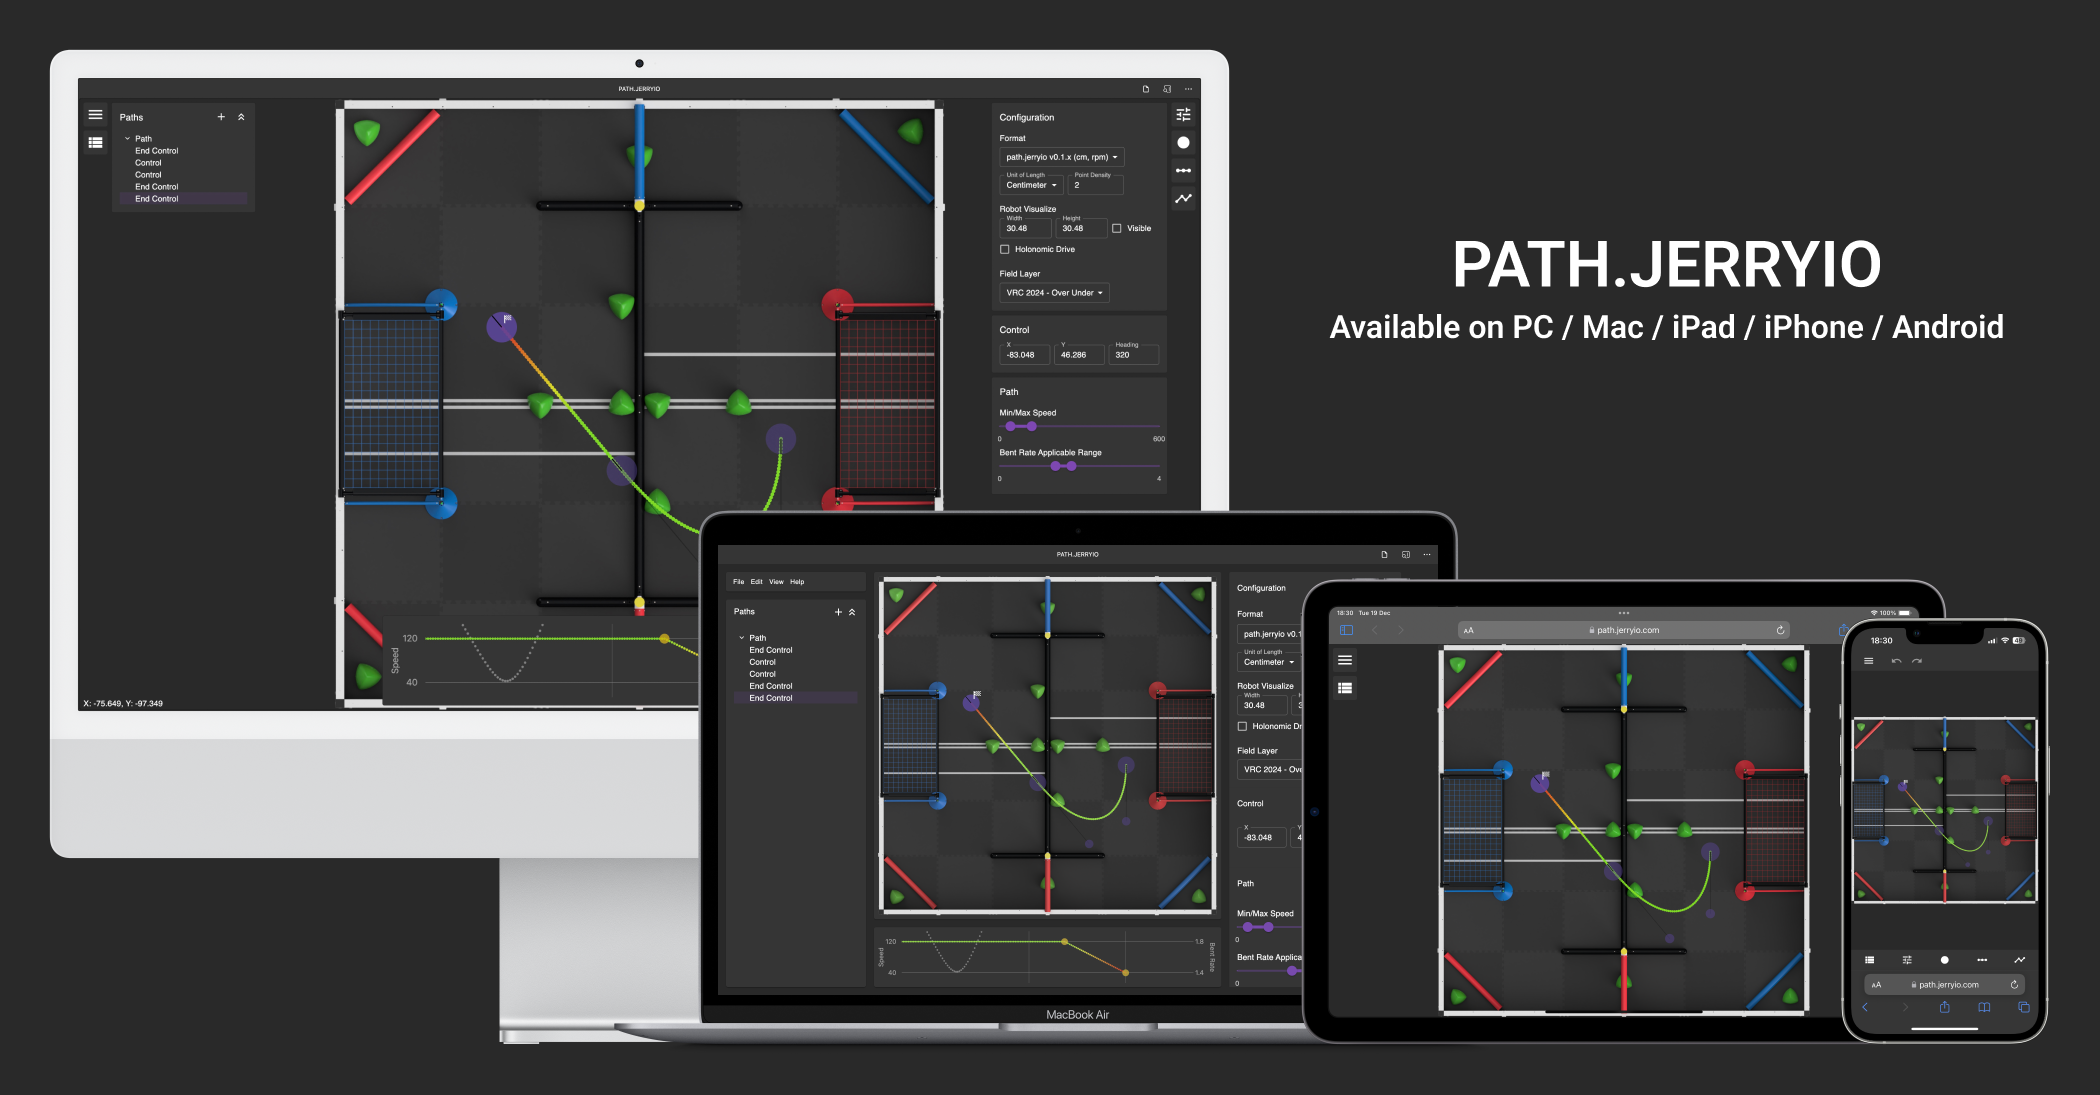 PATH.JERRYIO
Available on PC / Mac / iPad / iPhone / Android
PATH.JERRYIO
Paths
Path
End Control
Control
Control
End Control
End Control
Configuration
Format
path.jerryio v0.1.x (cm, rpm)
Unit of Length
Point Density
Centimeter
2
Robot Visualize
Width
Height
30.48
30.48
Visible
Holonomic Drive
Field Layer
VRC 2024 - Over Under
Control
X
Y
Heading
-83.048
46.286
320
Path
Min/Max Speed
0
600
Bent Rate Applicable Range
0
4
Speed
120
40
X: -75.649, Y: -97.349
PATH.JERRYIO
File Edit View Help
Paths
Path
End Control
Control
Control
End Control
End Control
Configuration
Format
path.jerryio v0.1
Unit of Length
Centimeter
Robot Visualize
Width
30.48
Holonomic Dr
Field Layer
VRC 2024 - Ove
Control
X
Y
-83.048
4
Path
Min/Max Speed
0
Bent Rate Applica
0
Speed
120
40
1.8
1.4
Bent Rate
MacBook Air
18:30 Tue 19 Dec
100%
AA
path.jerryio.com
18:30
AA
path.jerryio.com